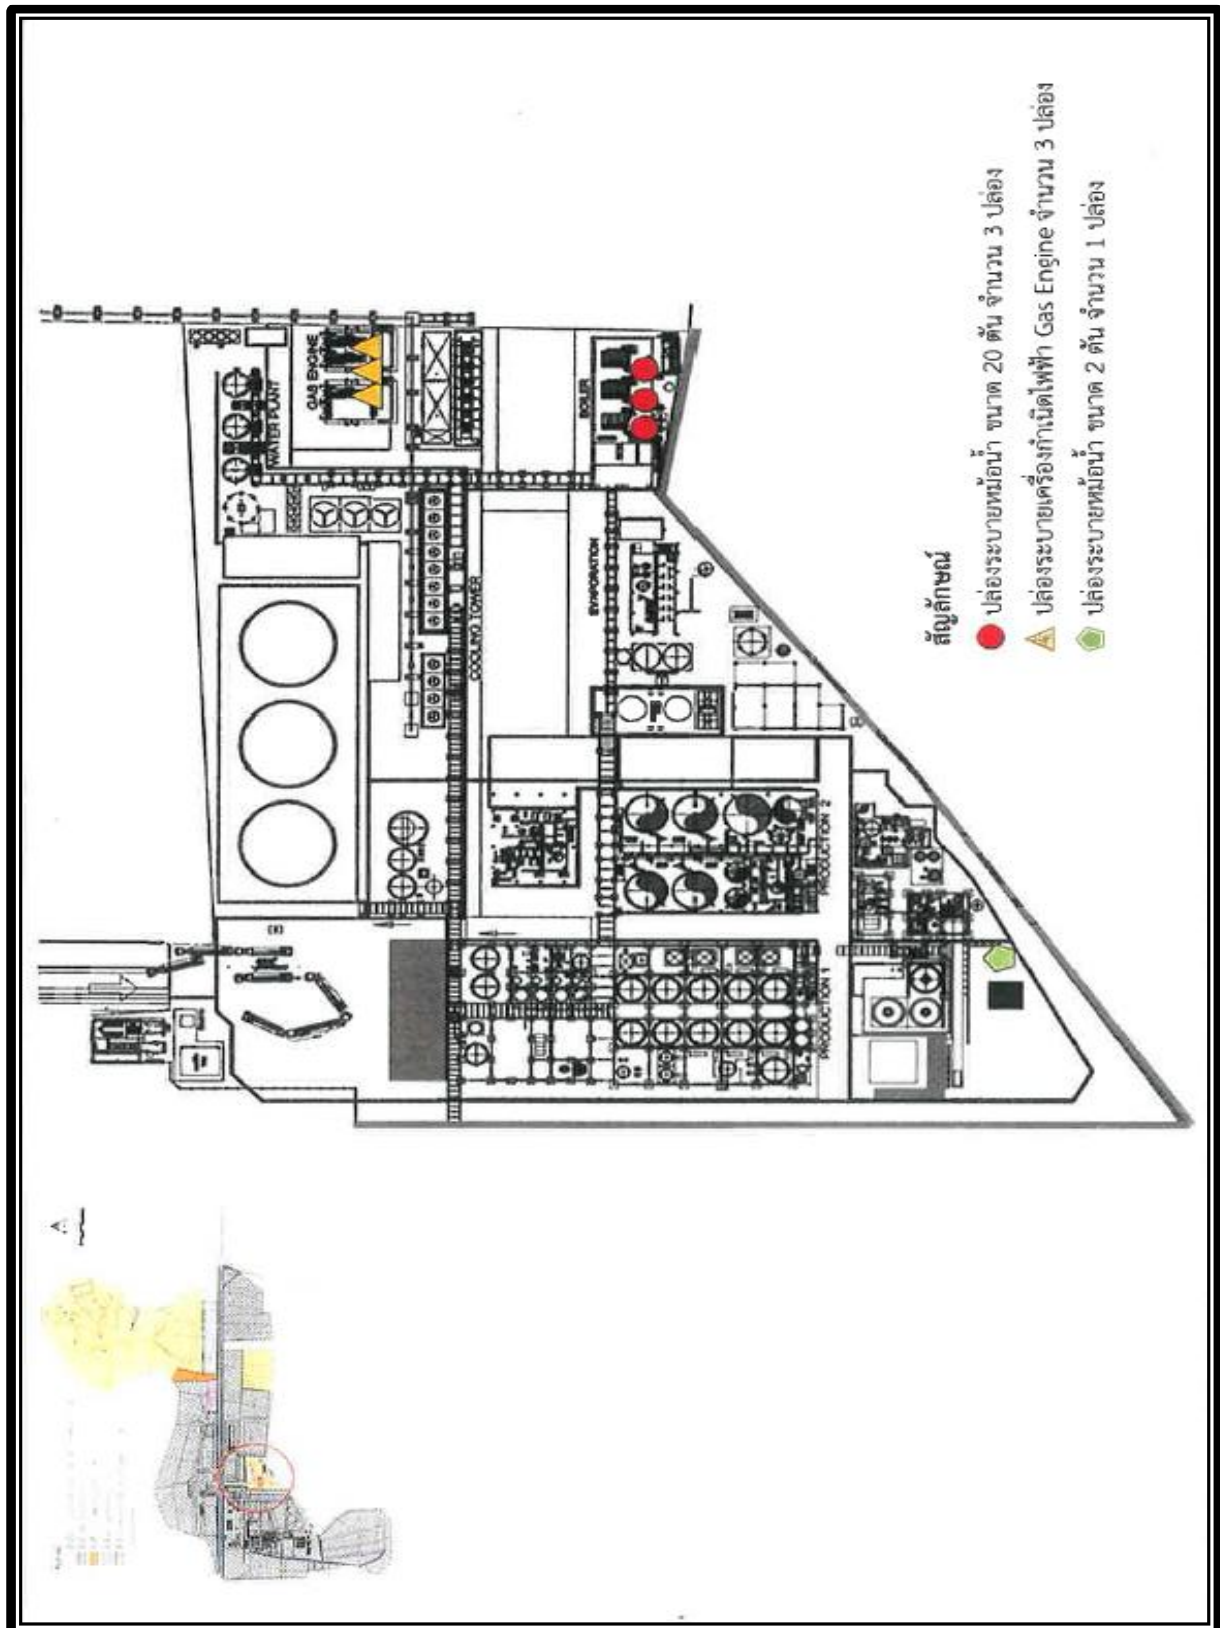 WATER PLANT
GAS ENGINE
BOILER
COOLING TOWER
EVAPORATION
PRODUCTION 2
PRODUCTION 1
สัญลักษณ์
ปล่องระบายหม้อน้ำ ขนาด 20 ตัน จำนวน 3 ปล่อง
ปล่องระบายเครื่องกำเนิดไฟฟ้า Gas Engine จำนวน 3 ปล่อง
ปล่องระบายหม้อน้ำ ขนาด 2 ตัน จำนวน 1 ปล่อง